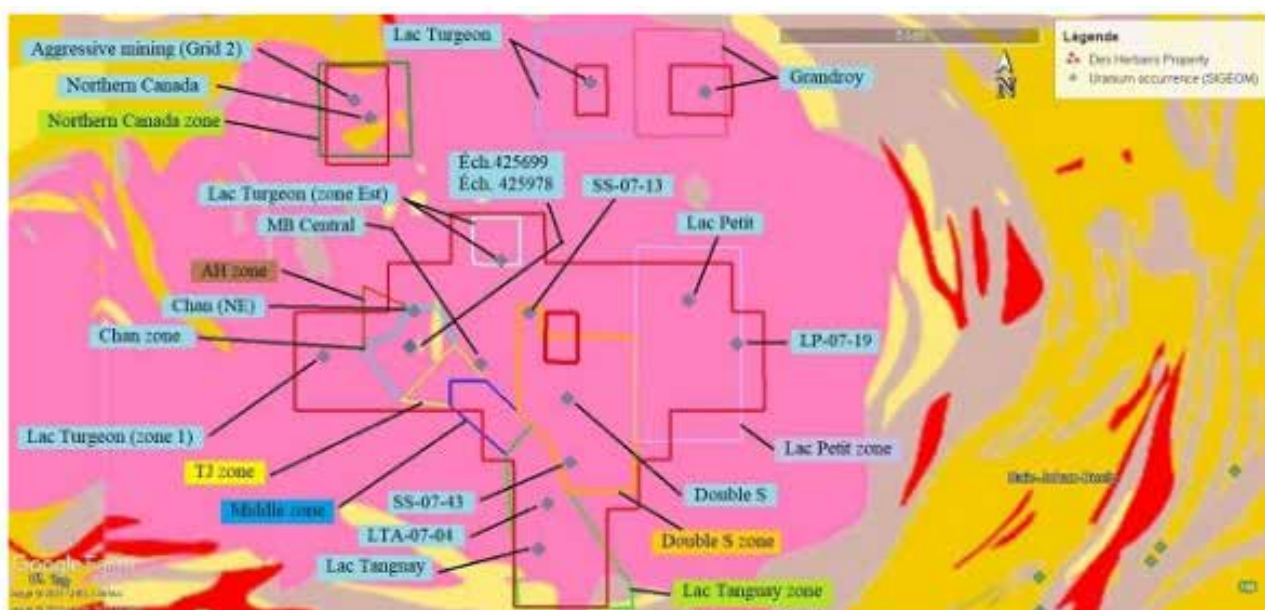 Lac Turgeon
Aggressive mining (Grid 2)
Northern Canada
Northern Canada zone
Grandroy
N
Légende
Des Herbiers Property
Uranium occurrence (SIGEOM)
Éch.425699
Éch. 425978
SS-07-13
Lac Turgeon (zone Est)
MB Central
Lac Petit
AH zone
Chan (NE)
Chan zone
LP-07-19
Lac Turgeon (zone 1)
TJ zone
Lac Petit zone
Middle zone
SS-07-43
Double S
LTA-07-04
Double S zone
Lac Tanguay
Lac Tanguay zone
Google Earth